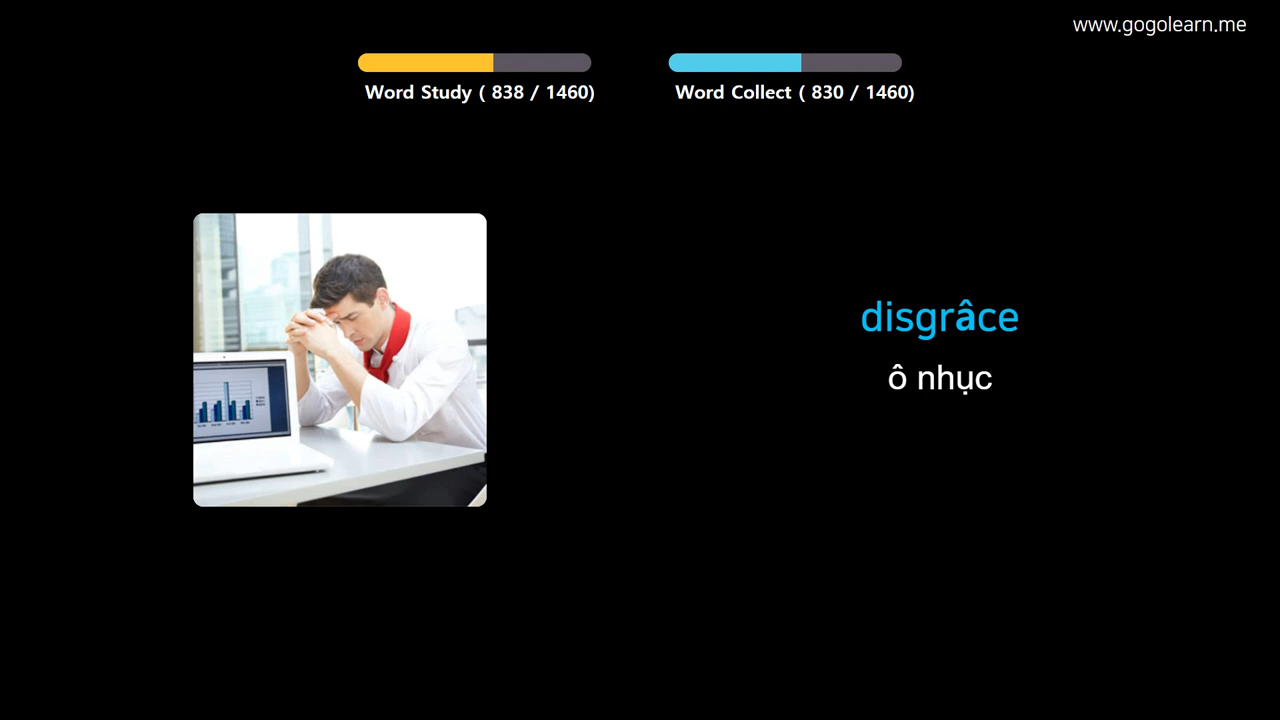 www.gogolearn.me
Word Study ( 838 / 1460)
Word Collect ( 830 / 1460)
disgrâce
ô nhục